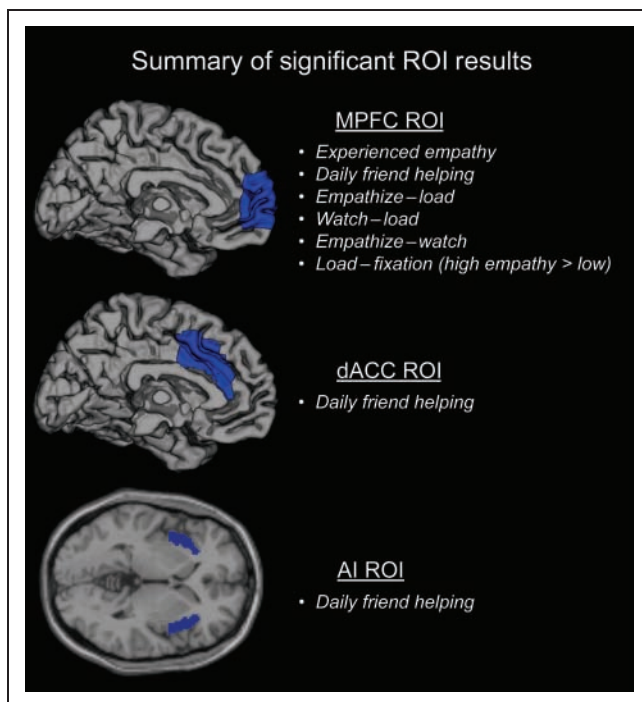 Summary of significant ROI results
MPFC ROI
• Experienced empathy
• Daily friend helping
• Empathize – load
• Watch – load
• Empathize – watch
• Load – fixation (high empathy > low)
dACC ROI
• Daily friend helping
AI ROI
• Daily friend helping